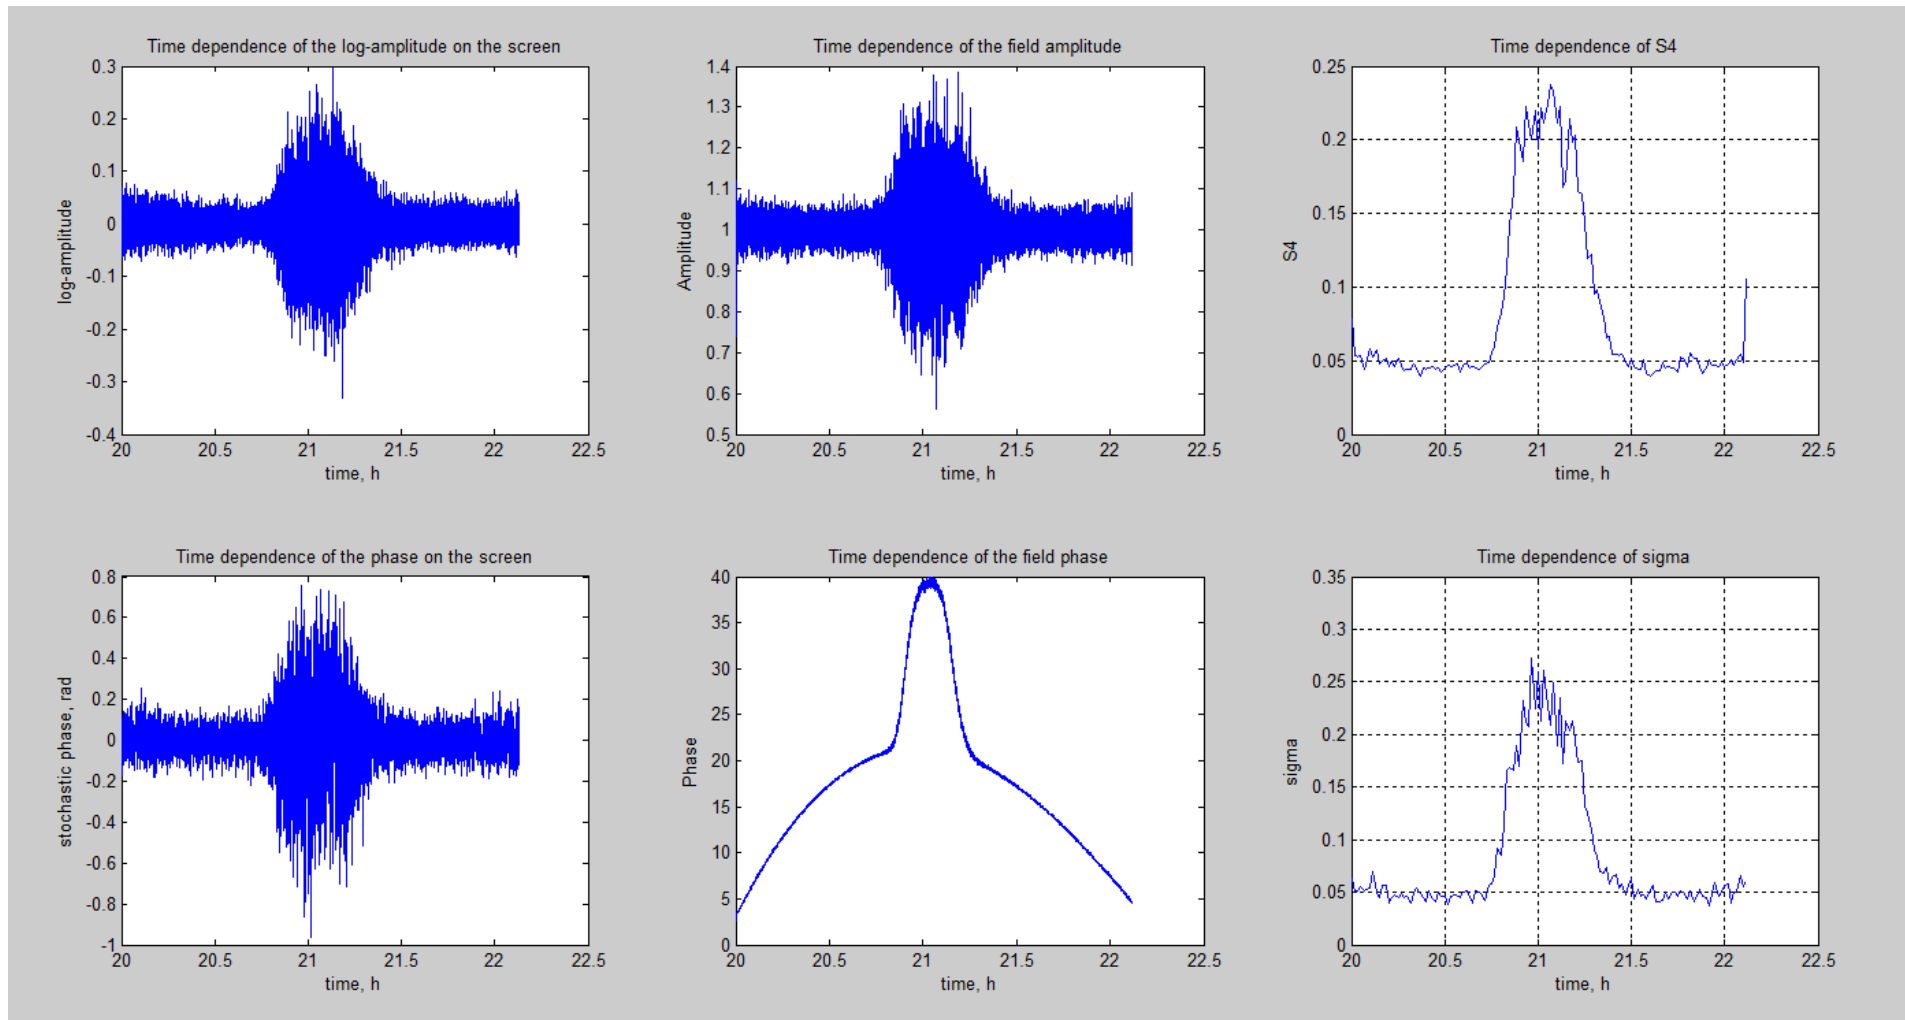 Time dependence of the log-amplitude on the screen
0.3
0.2
0.1
0
-0.1
-0.2
-0.3
-0.4
log-amplitude
20 20.5 21 21.5 22 22.5
time, h
Time dependence of the field amplitude
1.4
1.3
1.2
1.1
1
0.9
0.8
0.7
0.6
0.5
Amplitude
20 20.5 21 21.5 22 22.5
time, h
Time dependence of S4
0.25
0.2
0.15
0.1
0.05
0
S4
20 20.5 21 21.5 22 22.5
time, h
Time dependence of the phase on the screen
0.8
0.6
0.4
0.2
0
-0.2
-0.4
-0.6
-0.8
-1
stochastic phase, rad
20 20.5 21 21.5 22 22.5
time, h
Time dependence of the field phase
40
35
30
25
20
15
10
5
0
Phase
20 20.5 21 21.5 22 22.5
time, h
Time dependence of sigma
0.35
0.3
0.25
0.2
0.15
0.1
0.05
0
sigma
20 20.5 21 21.5 22 22.5
time, h